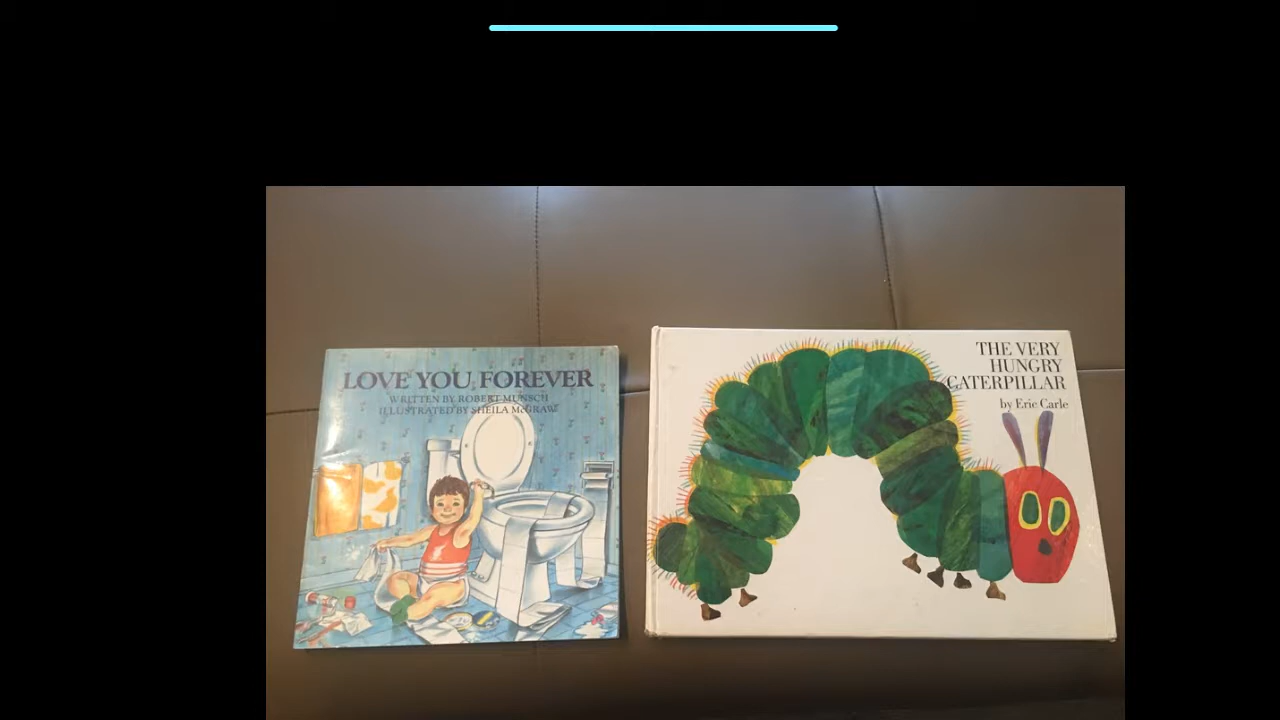 LOVE YOU FOREVER
WRITTEN BY ROBERT MUNSCH
ILLUSTRATED BY SHEILA McGRAW
THE VERY
HUNGRY
CATERPILLAR
by Eric Carle